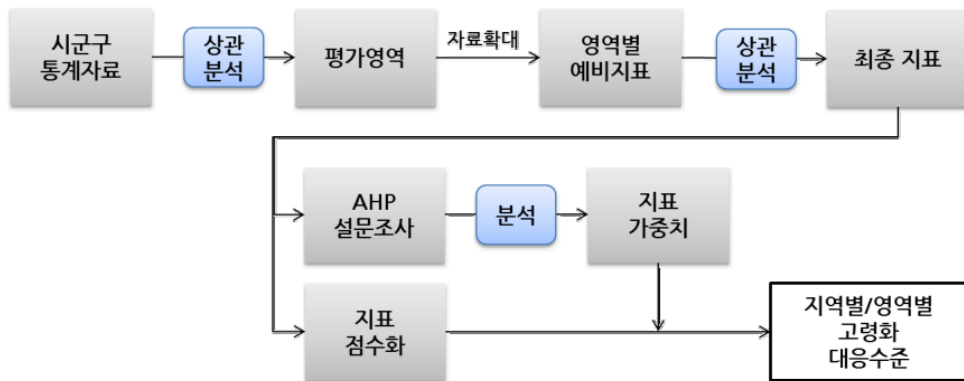 시군구
통계자료
상관
분석
평가영역
자료확대
영역별
예비지표
상관
분석
최종 지표
AHP
설문조사
분석
지표
가중치
지표
점수화
지역별/영역별
고령화
대응수준